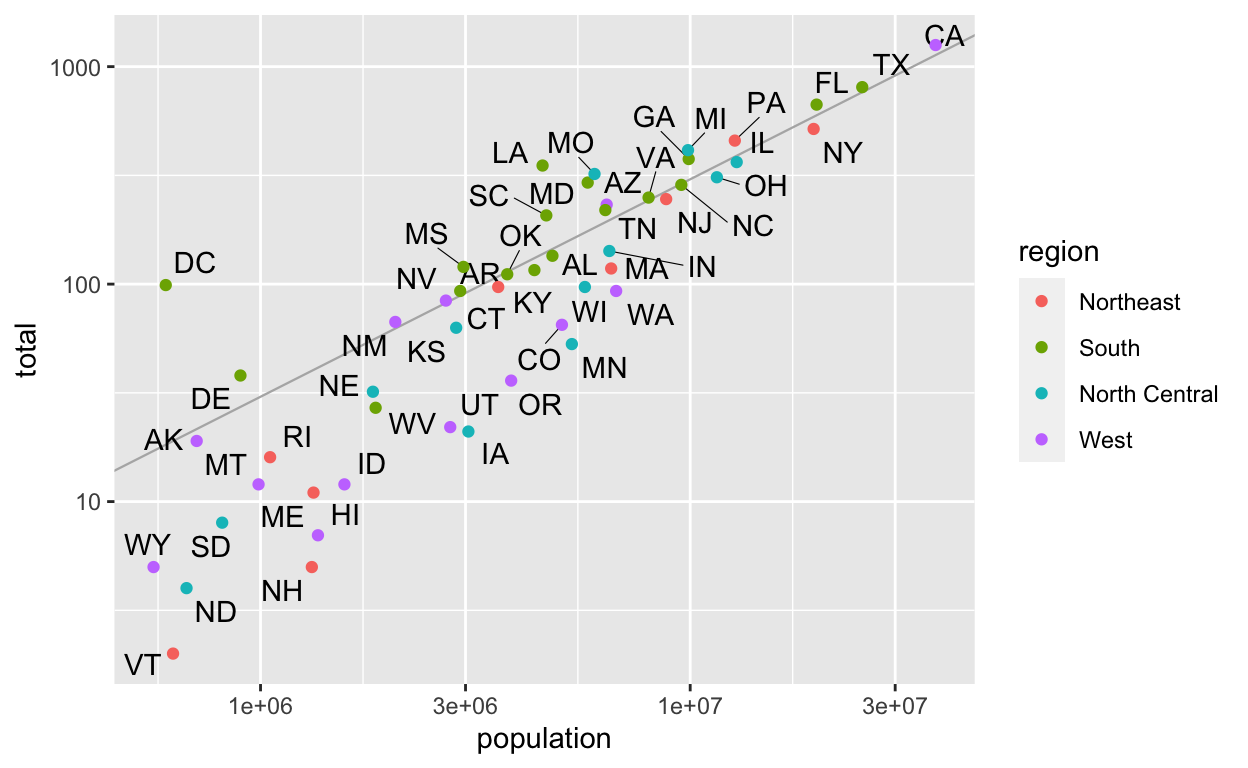 CA
1000
TX
FL
PA
GA
MI
IL
NY
MO
LA
VA
OH
AZ
SC
MD
NJ
NC
TN
MS
OK
DC
AL
MA
IN
NV
AR
100
KY
WI
WA
CT
NM
KS
CO
MN
total
NE
DE
UT
OR
WV
AK
RI
IA
MT
ID
10
ME
HI
WY
SD
NH
ND
VT
1e+06
3e+06
1e+07
3e+07
population
region
Northeast
South
North Central
West